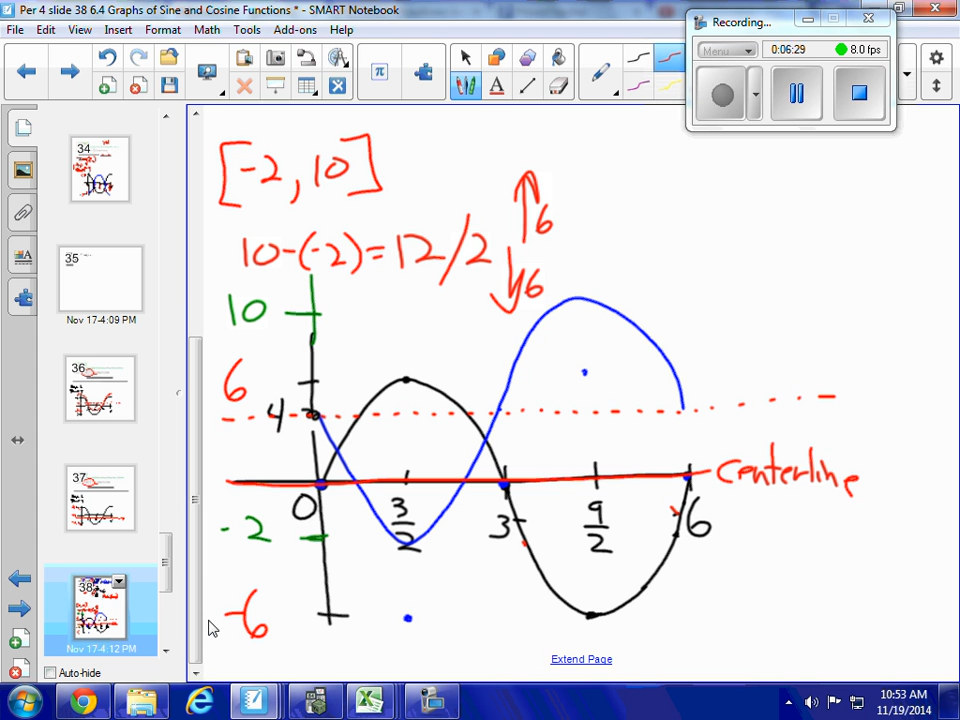 Per 4 slide 38 6.4 Graphs of Sine and Cosine Functions * - SMART Notebook
File Edit View Insert Format Math Tools Add-ons Help
Recording...
Menu
0:06:29
8.0 fps
π
A
34
35
Nov 17-4:09 PM
36
37
38
Nov 17-4:12 PM
Auto-hide
[-2, 10]
10-(-2)=12/2
6
6
10
6
4
Centerline
0
3/2
3
9/2
6
-2
-6
Extend Page
10:53 AM
11/19/2014